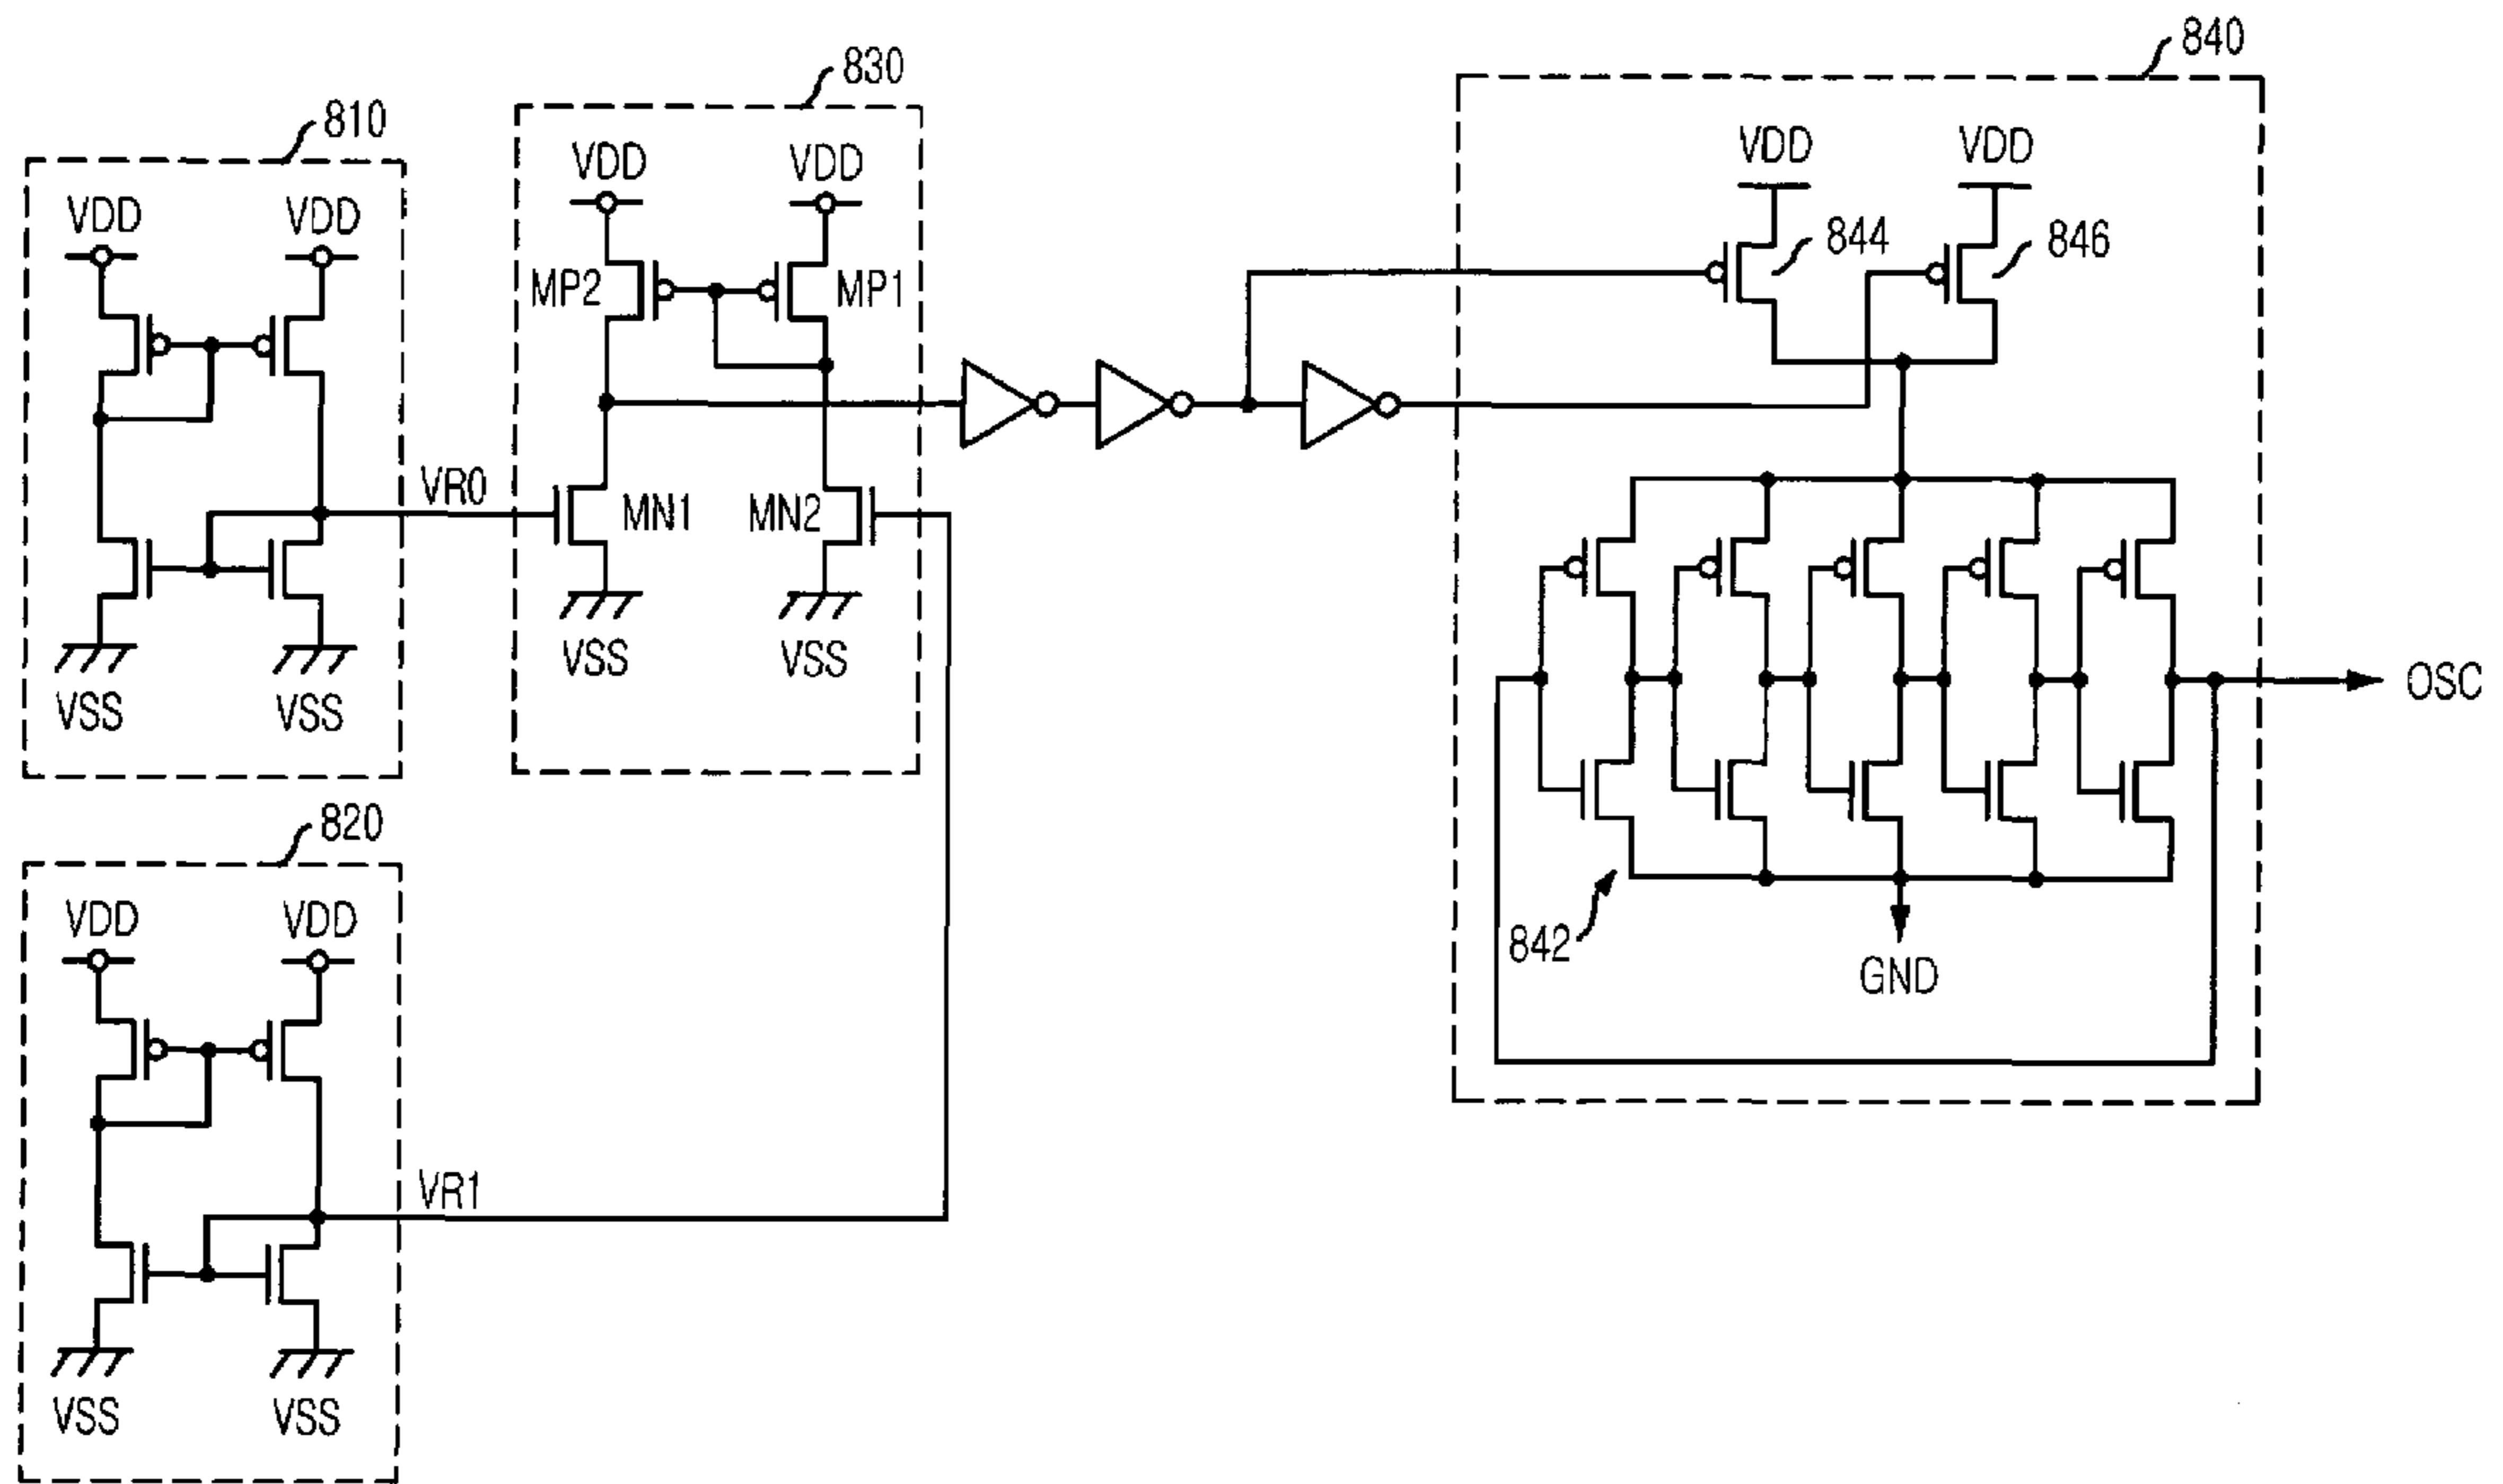 840
830
810
VDD VDD
VDD VDD
VDD VDD
844 846
MP2 MP1
VR0
MN1 MN2
VSS VSS
VSS VSS
OSC
820
VDD VDD
842
GND
VR1
VSS VSS